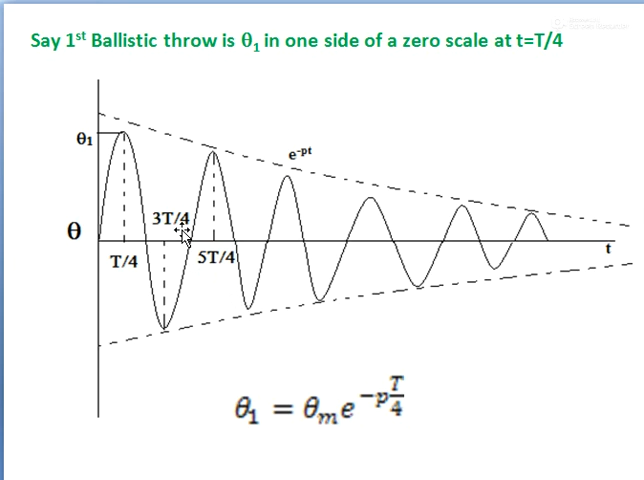 Say 1st Ballistic throw is θ1 in one side of a zero scale at t=T/4
θ1
e-pt
3T/4
θ
t
T/4
5T/4
θ1 = θm e^-p T/4